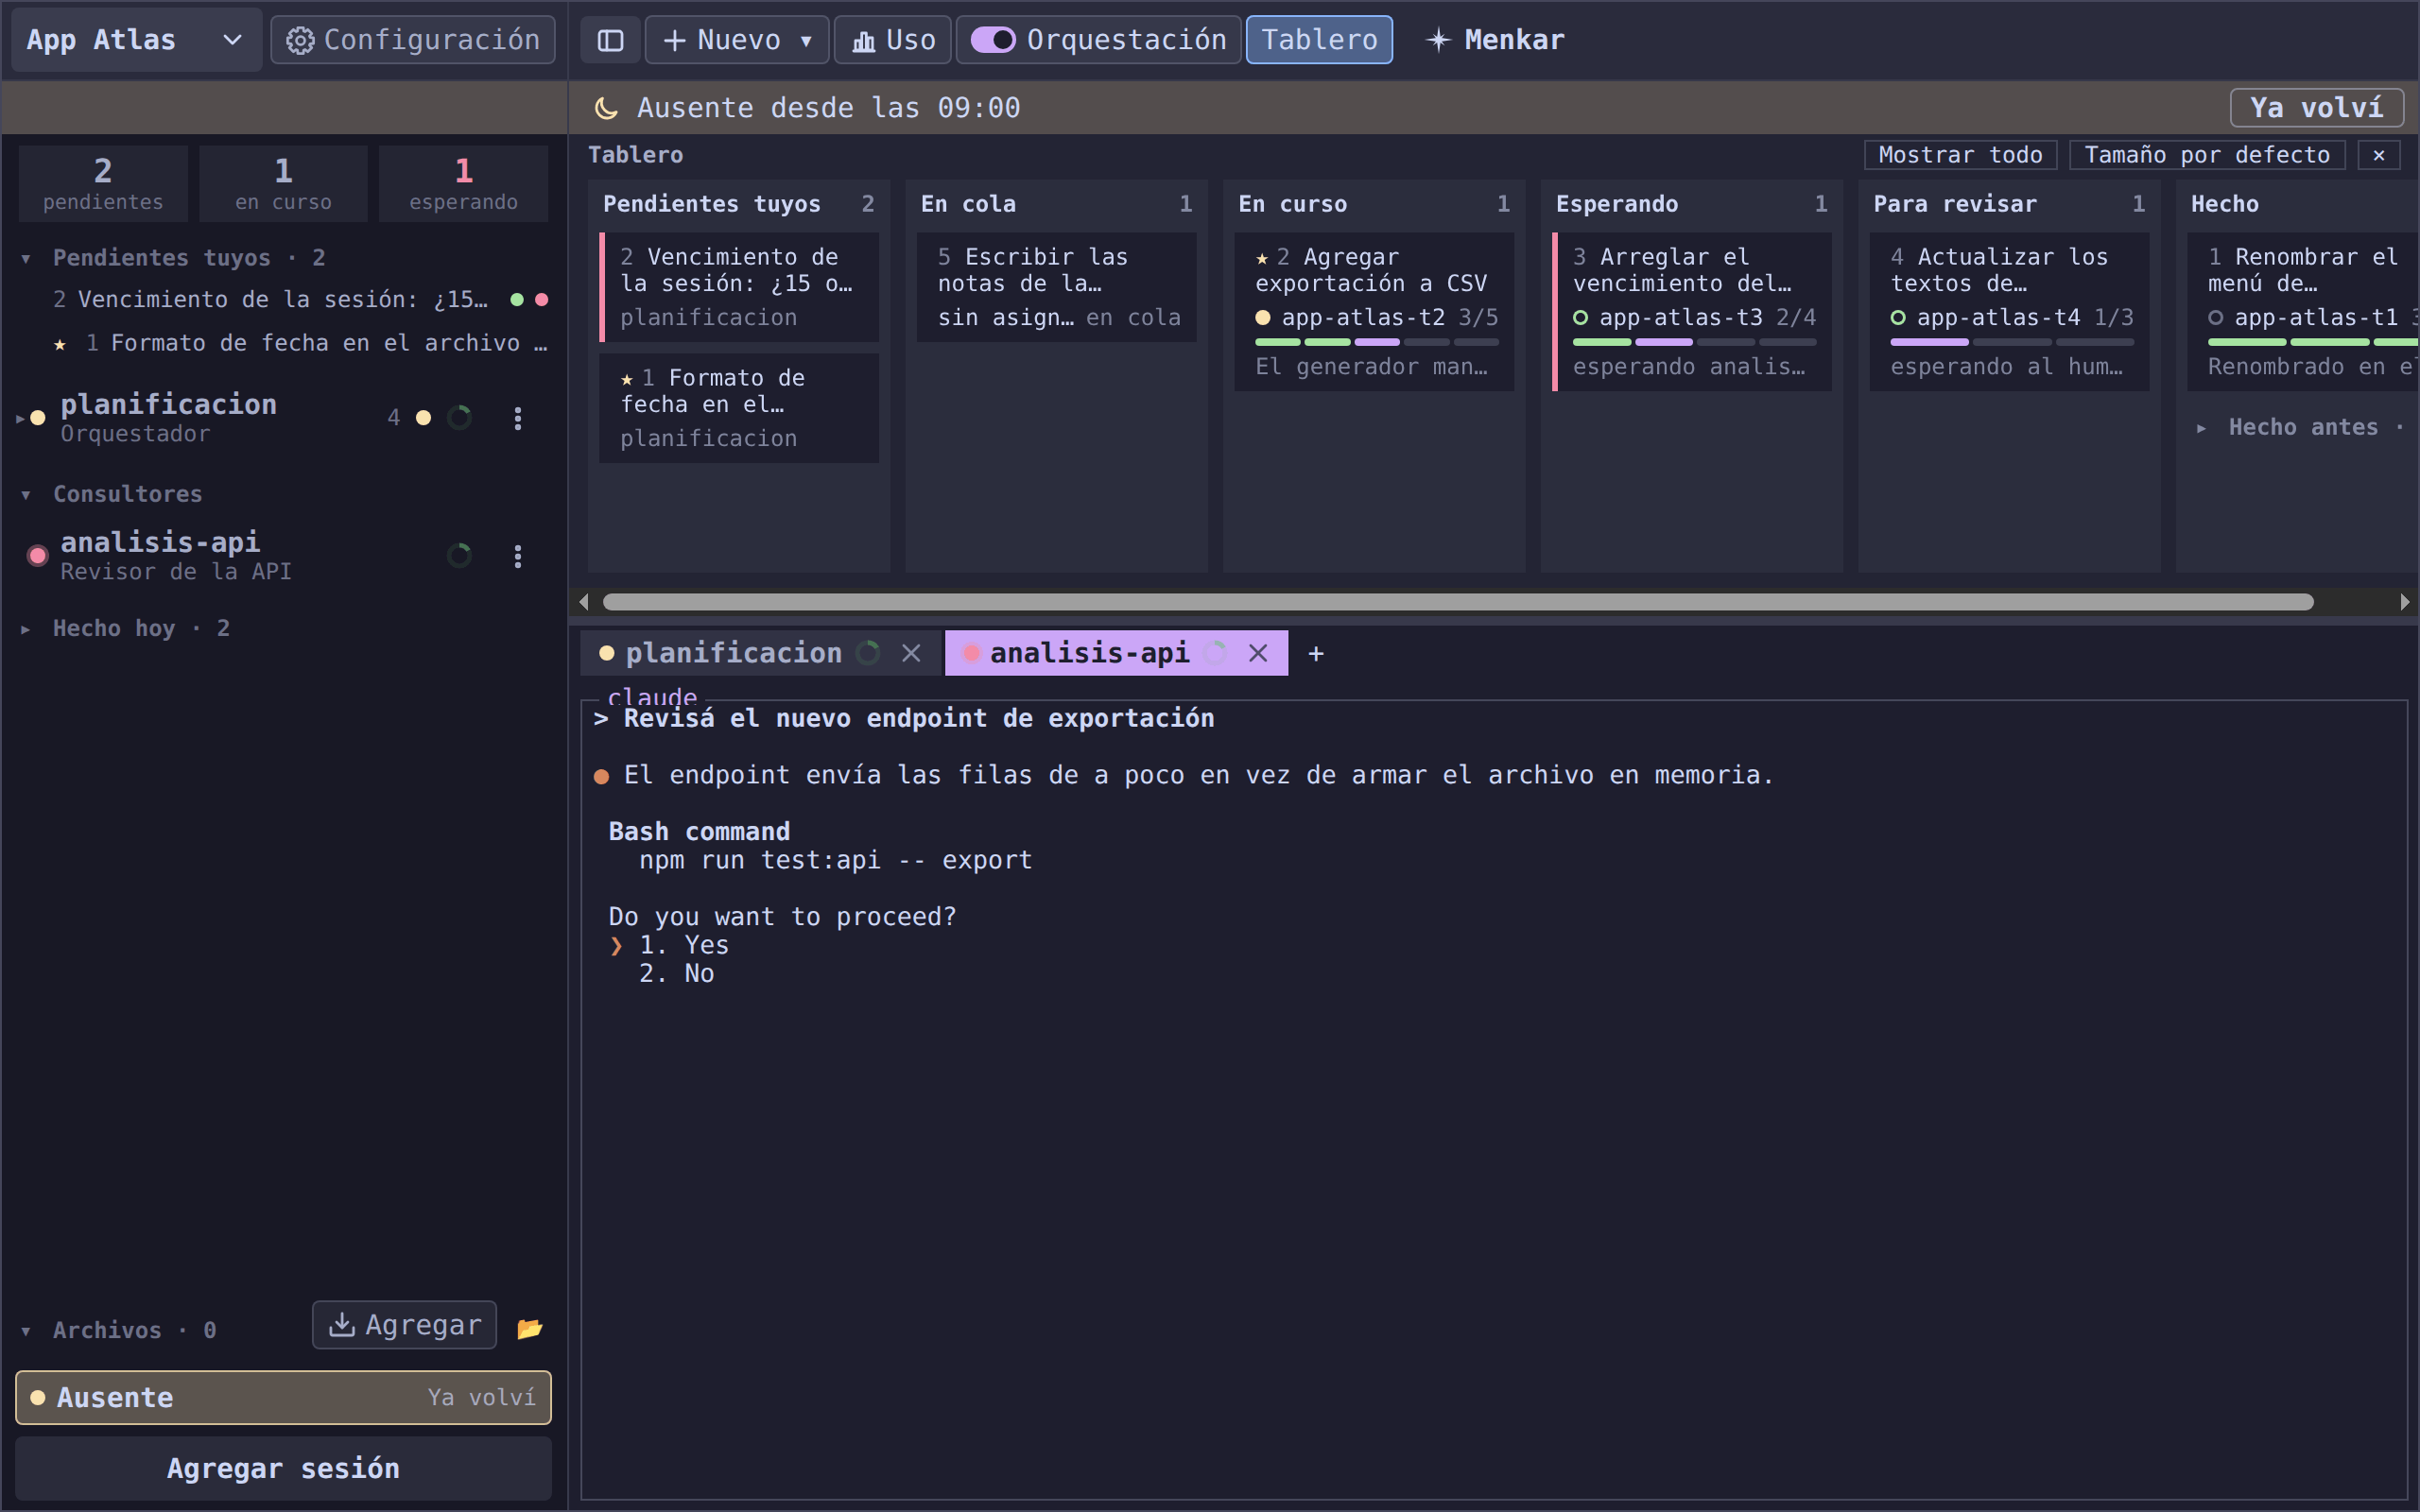 App Atlas
Configuración
Nuevo ▾
Uso
Orquestación
Tablero
Menkar
Ausente desde las 09:00
Ya volví
2
pendientes
1
en curso
1
esperando
▾ Pendientes tuyos · 2
2 Vencimiento de la sesión: ¿15…
★ 1 Formato de fecha en el archivo …
▸ planificacion 4
Orquestador
▾ Consultores
analisis-api
Revisor de la API
▸ Hecho hoy · 2
▾ Archivos · 0
Agregar
Ausente Ya volví
Agregar sesión
Tablero
Mostrar todo
Tamaño por defecto
×
Pendientes tuyos 2
2 Vencimiento de
la sesión: ¿15 o…
planificacion
★ 1 Formato de
fecha en el…
planificacion
En cola 1
5 Escribir las
notas de la…
sin asign… en cola
En curso 1
★ 2 Agregar
exportación a CSV
app-atlas-t2 3/5
El generador man…
Esperando 1
3 Arreglar el
vencimiento del…
app-atlas-t3 2/4
esperando analis…
Para revisar 1
4 Actualizar los
textos de…
app-atlas-t4 1/3
esperando al hum…
Hecho
1 Renombrar el
menú de…
app-atlas-t1
Renombrado en
▸ Hecho antes ·
planificacion
analisis-api
+
claude
> Revisá el nuevo endpoint de exportación
● El endpoint envía las filas de a poco en vez de armar el archivo en memoria.
Bash command
npm run test:api -- export
Do you want to proceed?
❯ 1. Yes
2. No